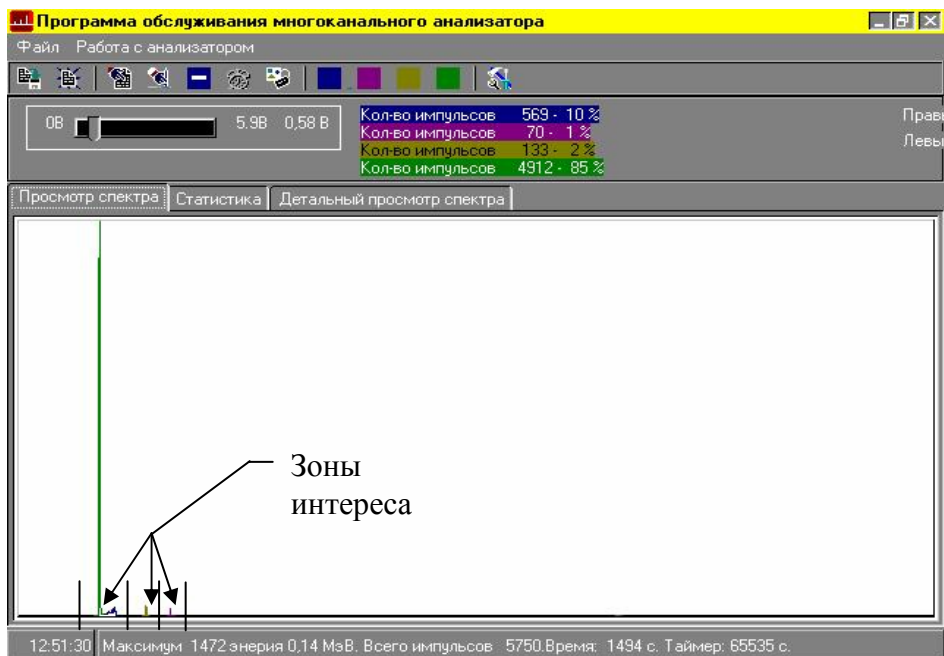 Программа обслуживания многоканального анализатора
Файл Работа с анализатором
0В 5.9В 0,58 В
Кол-во импульсов 569 - 10 %
Кол-во импульсов 70 - 1 %
Кол-во импульсов 133 - 2 %
Кол-во импульсов 4912 - 85 %
Правы
Левы
Просмотр спектра Статистика Детальный просмотр спектра
Зоны
интереса
12:51:30 Максимум 1472 энерия 0,14 МэВ. Всего импульсов 5750.Время: 1494 с. Таймер: 65535 с.